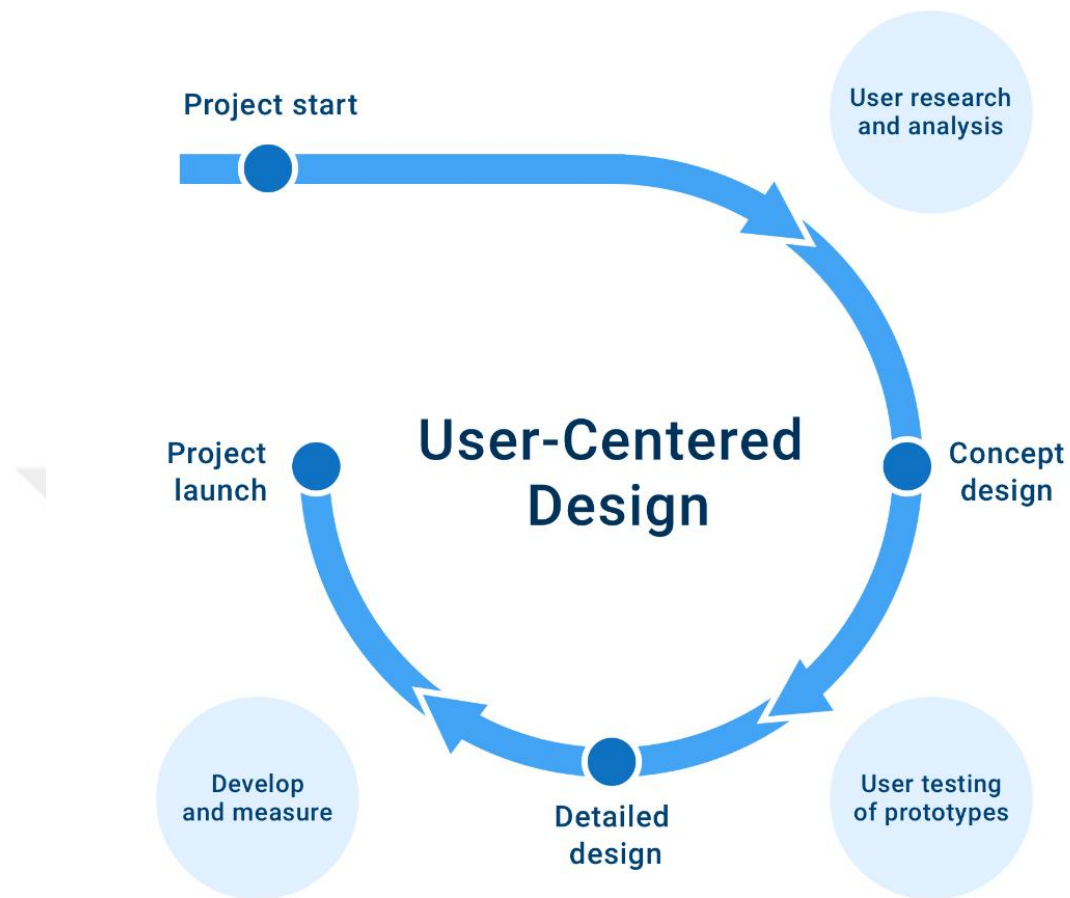 Project start
User research
and analysis
User-Centered
Design
Concept
design
Project
launch
User testing
of prototypes
Detailed
design
Develop
and measure